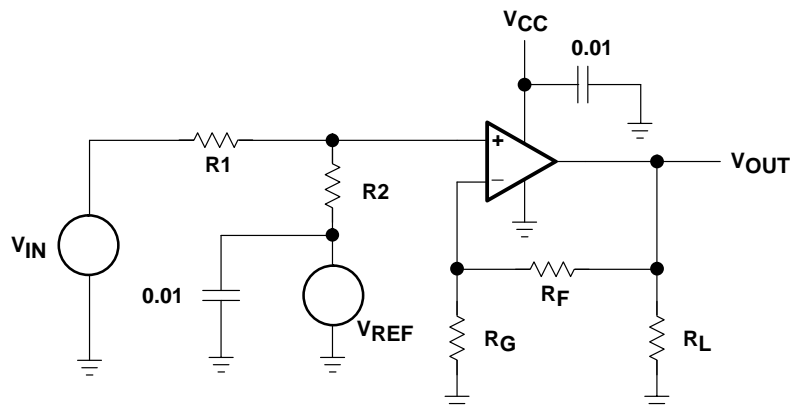 VCC
0.01
R1
+
−
VOUT
R2
VIN
0.01
VREF
RF
RG
RL